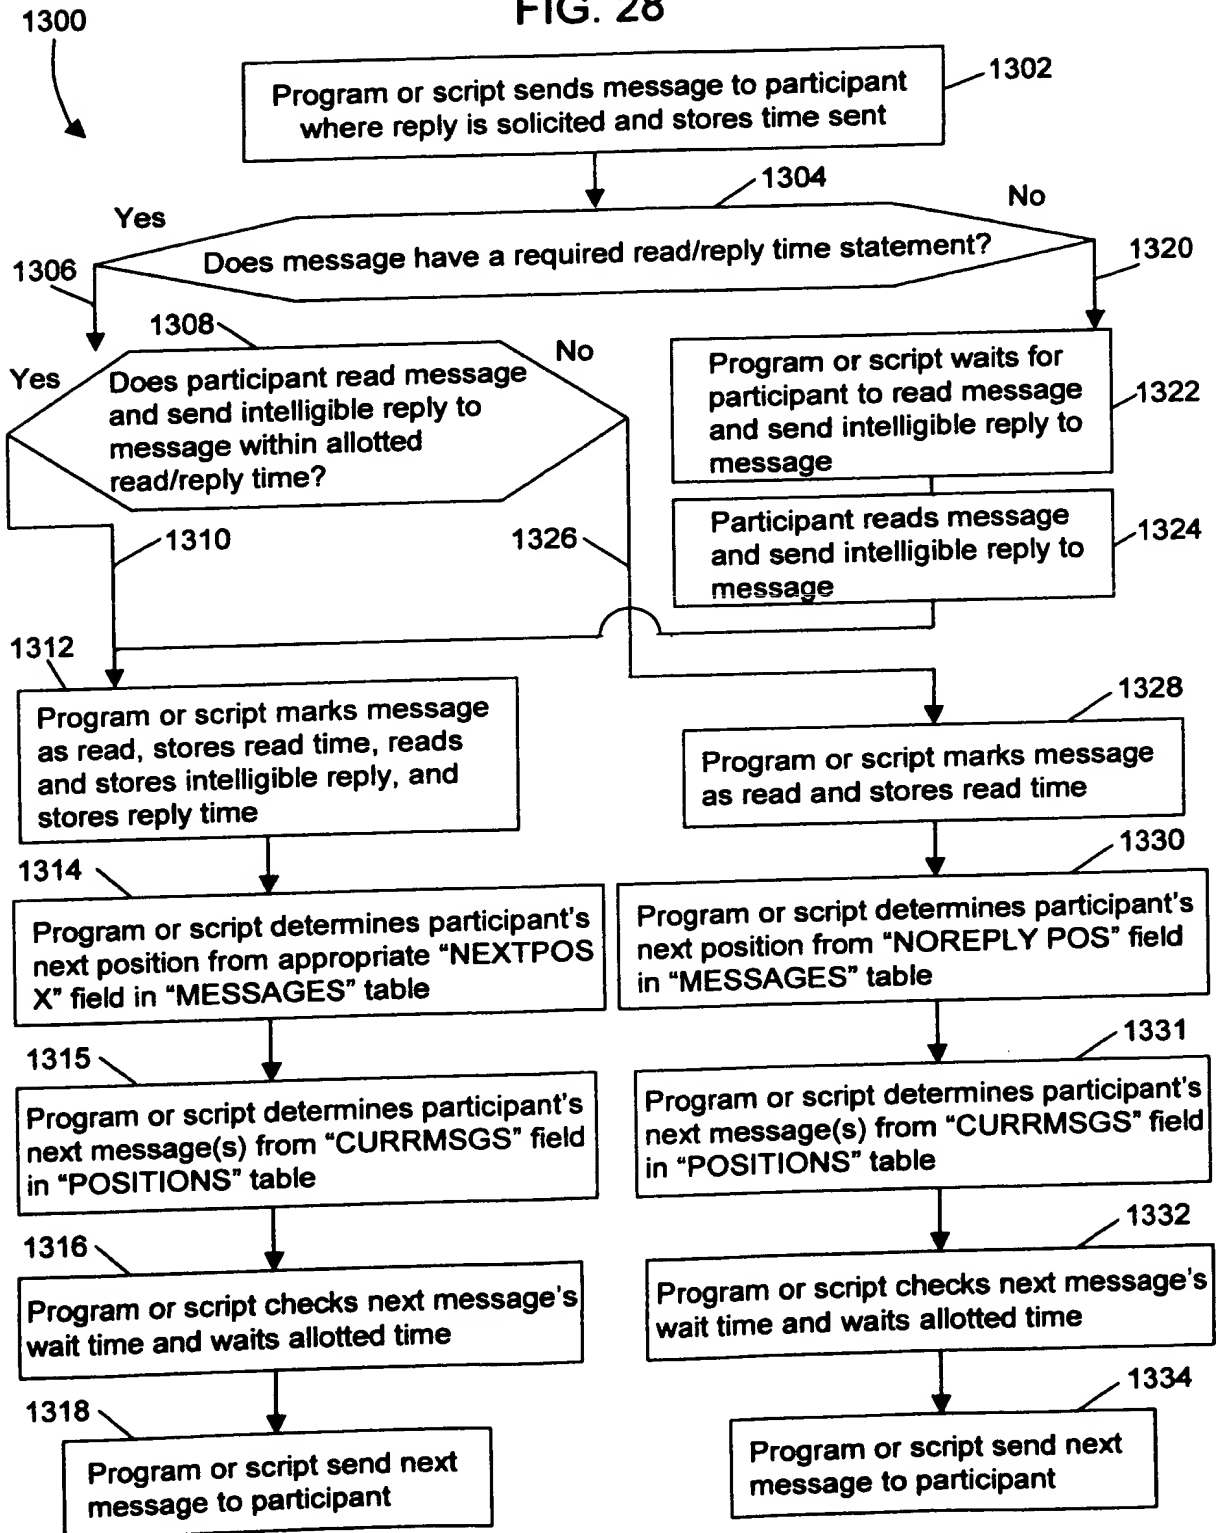 FIG. 28
1300
Program or script sends message to participant
where reply is solicited and stores time sent
1302
1304
Yes
No
Does message have a required read/reply time statement?
1306
1320
1308
Yes
No
Does participant read message
and send intelligible reply to
message within allotted
read/reply time?
Program or script waits for
participant to read message
and send intelligible reply to
message
1322
1310
1326
Participant reads message
and send intelligible reply to
message
1324
1312
Program or script marks message
as read, stores read time, reads
and stores intelligible reply, and
stores reply time
1328
Program or script marks message
as read and stores read time
1314
Program or script determines participant's
next position from appropriate “NEXTPOS
X” field in “MESSAGES” table
1330
Program or script determines participant's
next position from “NOREPLY POS” field
in “MESSAGES” table
1315
Program or script determines participant's
next message(s) from “CURRMSGS” field
in “POSITIONS” table
1331
Program or script determines participant's
next message(s) from “CURRMSGS” field
in “POSITIONS” table
1316
Program or script checks next message's
wait time and waits allotted time
1332
Program or script checks next message's
wait time and waits allotted time
1318
Program or script send next
message to participant
1334
Program or script send next
message to participant